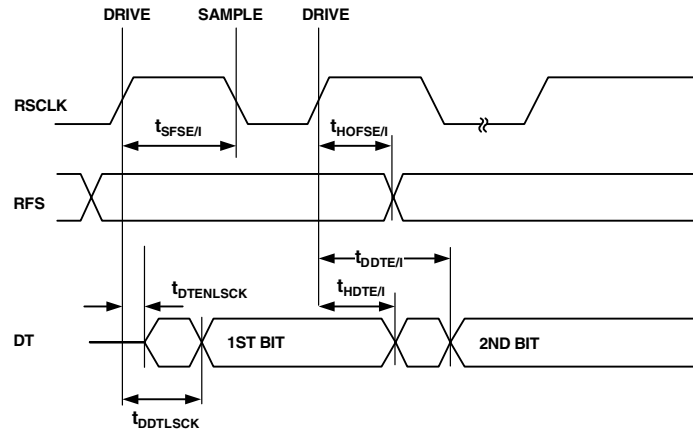 DRIVE SAMPLE DRIVE
RSCLK
tSFSE/I tHOFSE/I
RFS
tDDTE/I
tDTENLSCK tHDTE/I
DT 1ST BIT 2ND BIT
tDDTLSCK